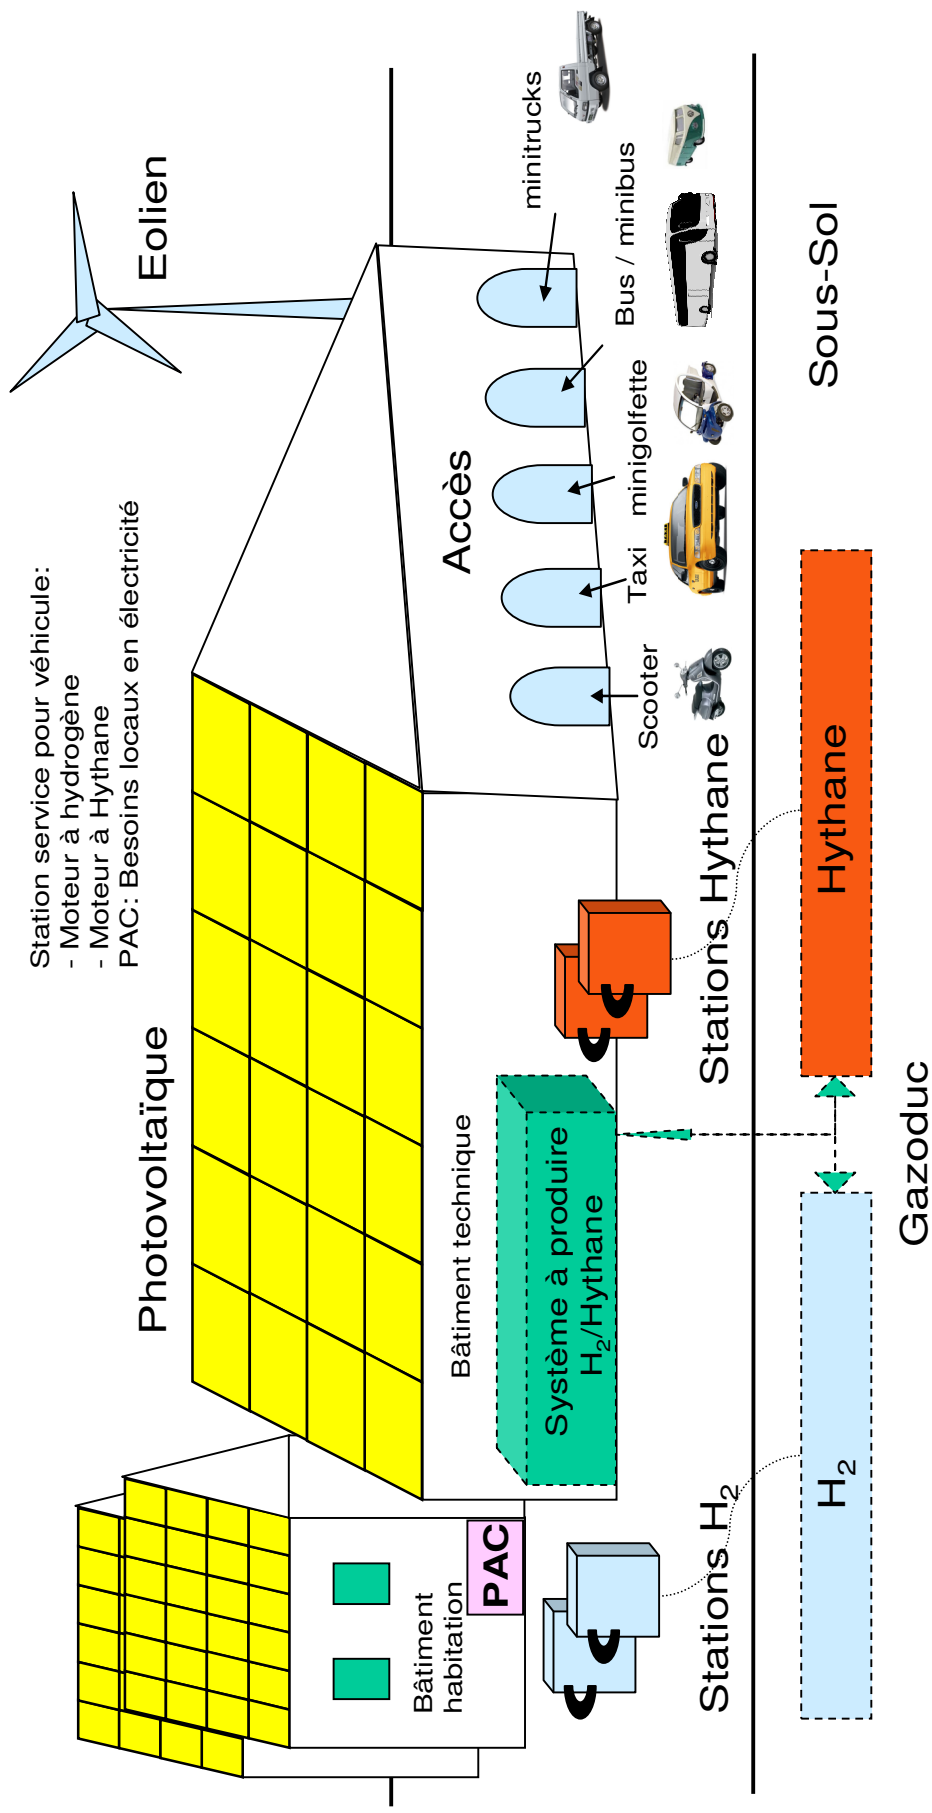 Station service pour véhicule:
- Moteur à hydrogène
- Moteur à Hythane
PAC: Besoins locaux en électricité
Photovoltaïque
Eolien
Accès
Bâtiment technique
Système à produire
H₂/Hythane
Bâtiment
habitation
PAC
minitrucks
Bus / minibus
minigolfette
Taxi
Scooter
Stations H₂
Stations Hythane
Sous-Sol
H₂
Hythane
Gazoduc